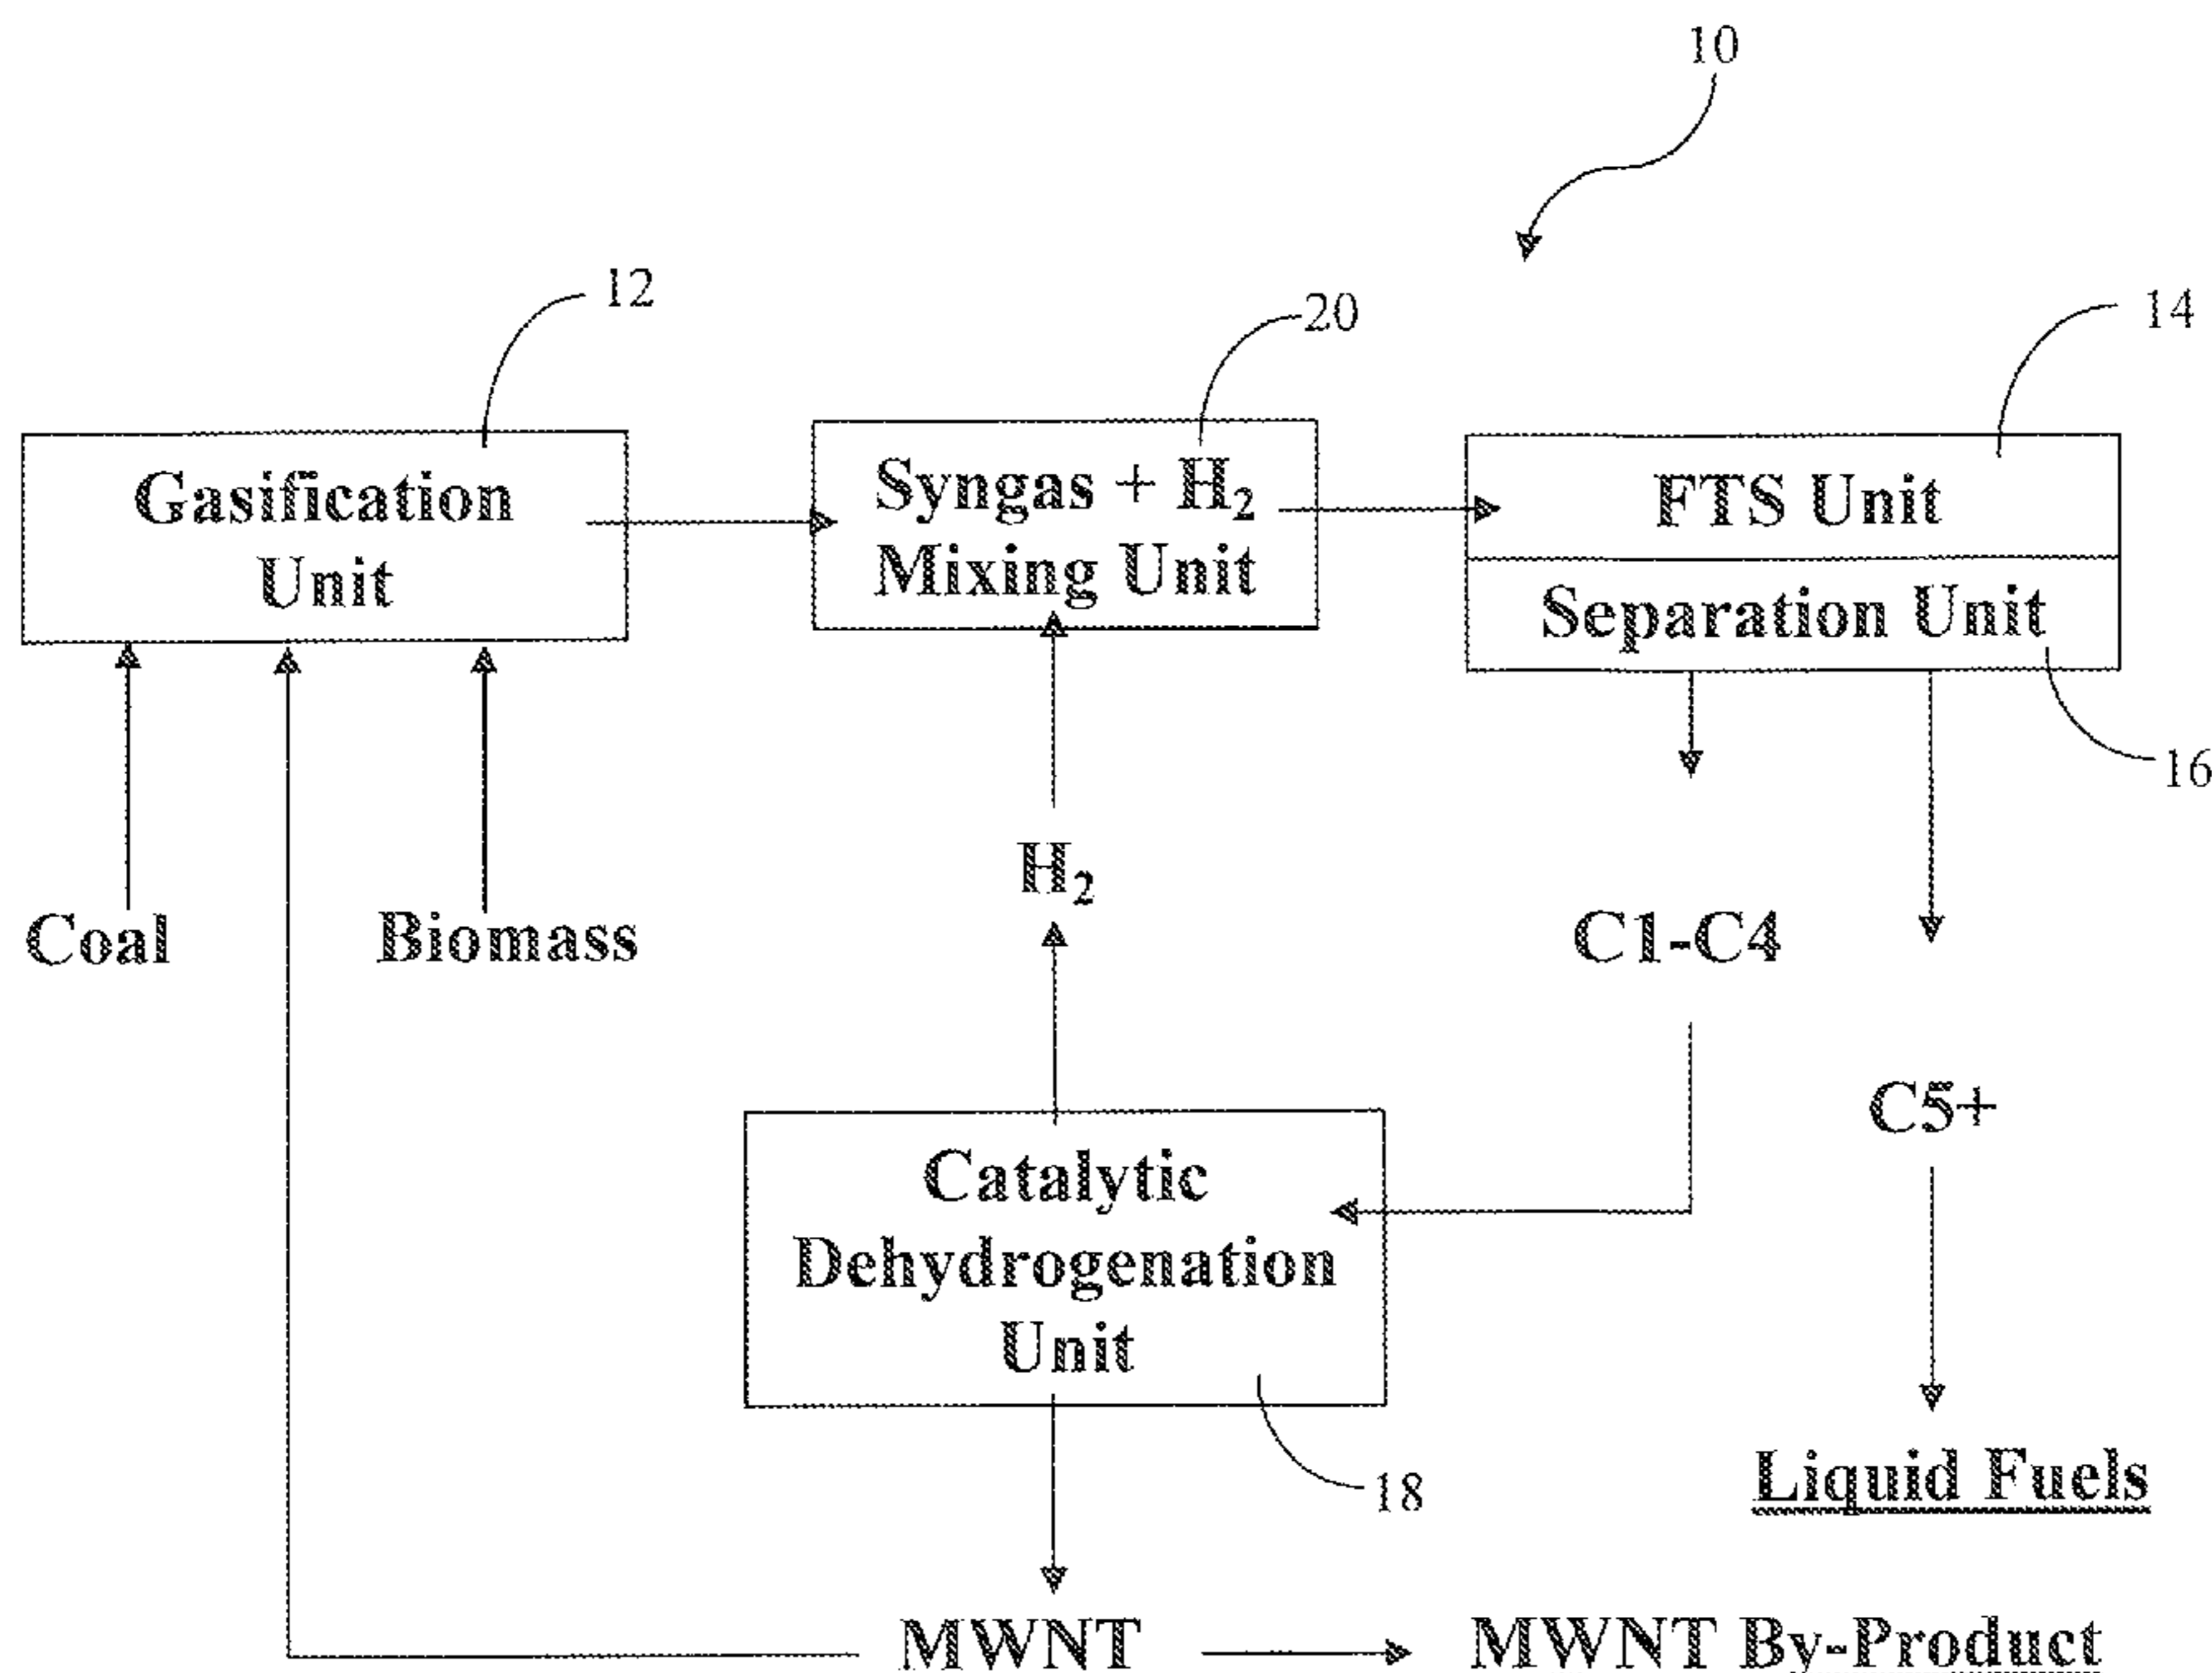 10
12
20
14
Gasification
Unit
Syngas + H₂
Mixing Unit
FTS Unit
Separation Unit
16
H₂
Coal
Biomass
C1-C4
C5+
Catalytic
Dehydrogenation
Unit
18
Liquid Fuels
MWNT
MWNT By-Product